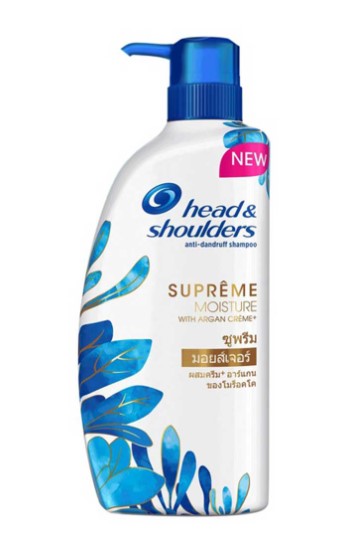 NEW
head &
shoulders
anti-dandruff shampoo
SUPRÊME
MOISTURE
WITH ARGAN CRÈME+
ซูพรีม
มอยส์เจอร์
ผสมครีม+ อาร์แกน
ของโมร็อคโค